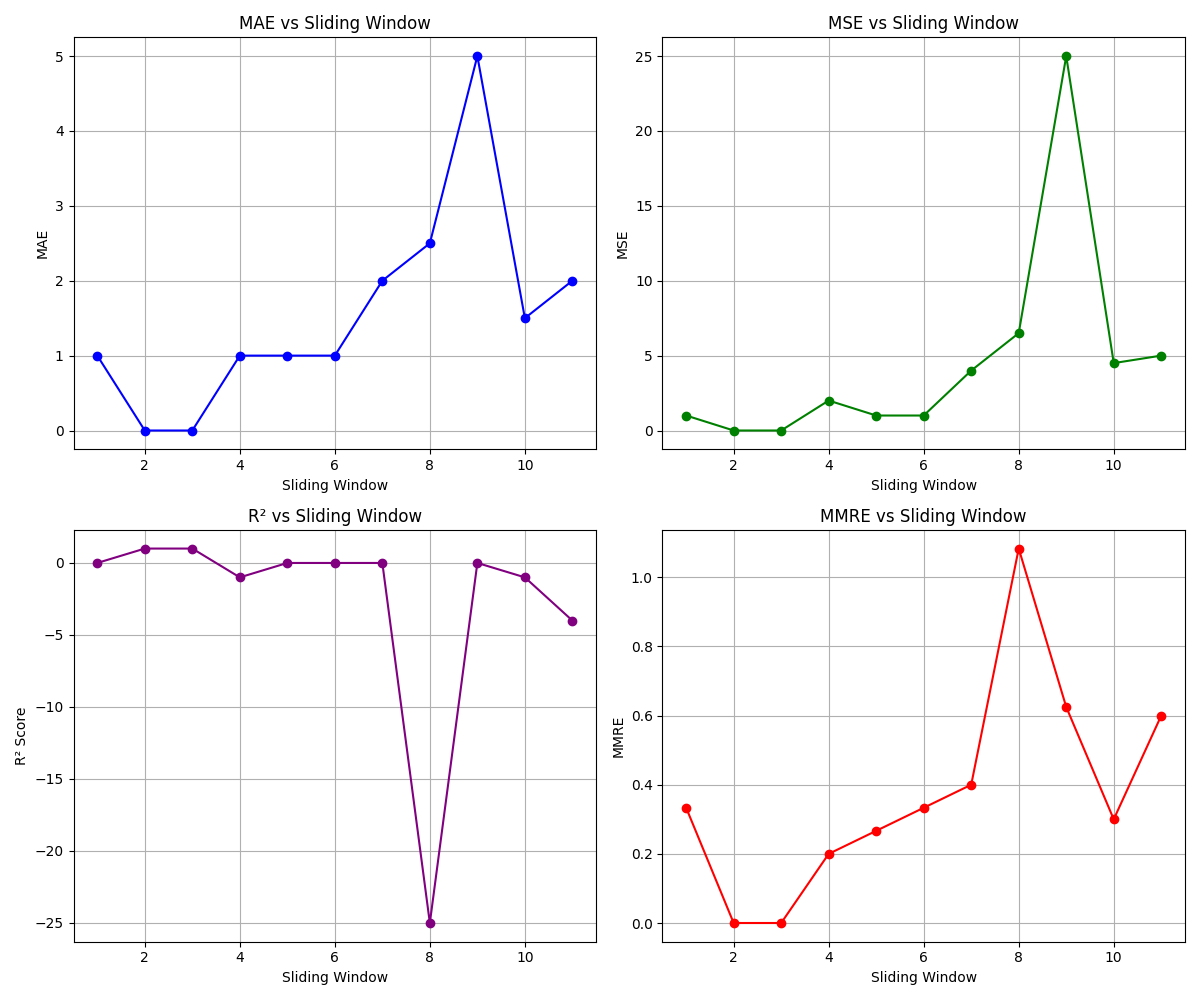 MAE vs Sliding Window
5
4
3
2
1
0
MAE
2 4 6 8 10
Sliding Window
MSE vs Sliding Window
25
20
15
10
5
0
MSE
2 4 6 8 10
Sliding Window
R² vs Sliding Window
0
−5
−10
−15
−20
−25
R² Score
2 4 6 8 10
Sliding Window
MMRE vs Sliding Window
1.0
0.8
0.6
0.4
0.2
0.0
MMRE
2 4 6 8 10
Sliding Window